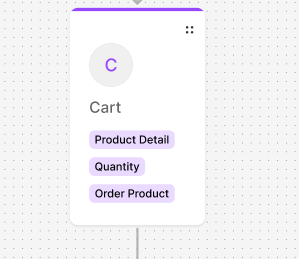 C
Cart
Product Detail
Quantity
Order Product